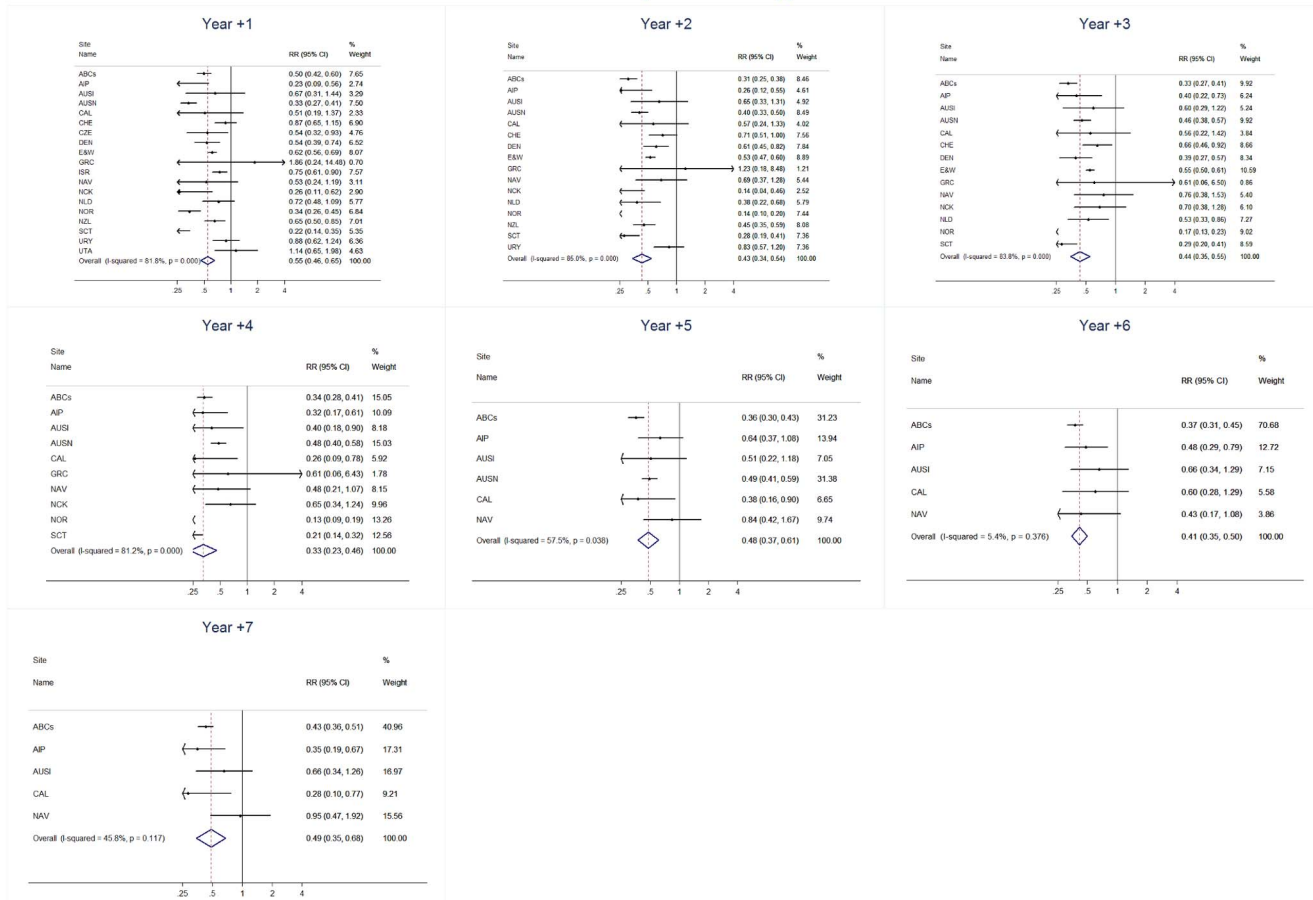 Year +1
Site
Name RR (95% CI) % Weight
ABCs 0.50 (0.42, 0.60) 7.65
AIP 0.23 (0.09, 0.56) 2.74
AUSI 0.67 (0.31, 1.44) 3.29
AUSN 0.33 (0.27, 0.41) 7.50
CAL 0.51 (0.19, 1.37) 2.33
CHE 0.87 (0.65, 1.15) 6.90
CZE 0.54 (0.32, 0.93) 4.76
DEN 0.54 (0.39, 0.74) 6.52
E&W 0.62 (0.56, 0.69) 8.07
GRC 1.86 (0.24, 14.48) 0.70
ISR 0.75 (0.61, 0.90) 7.57
NAV 0.53 (0.24, 1.19) 3.11
NCK 0.26 (0.11, 0.62) 2.90
NLD 0.72 (0.48, 1.09) 5.77
NOR 0.34 (0.26, 0.45) 6.84
NZL 0.65 (0.50, 0.85) 7.01
SCT 0.22 (0.14, 0.35) 5.35
URY 0.88 (0.62, 1.24) 6.36
UTA 1.14 (0.65, 1.98) 4.63
Overall (I-squared = 81.8%, p = 0.000) 0.55 (0.46, 0.65) 100.00
.25 .5 1 2 4
Year +2
Site
Name RR (95% CI) % Weight
ABCs 0.31 (0.25, 0.38) 8.46
AIP 0.26 (0.12, 0.55) 4.61
AUSI 0.65 (0.33, 1.31) 4.92
AUSN 0.40 (0.33, 0.50) 8.49
CAL 0.57 (0.24, 1.33) 4.02
CHE 0.71 (0.51, 1.00) 7.56
DEN 0.61 (0.45, 0.82) 7.84
E&W 0.53 (0.47, 0.60) 8.89
GRC 1.23 (0.18, 8.48) 1.21
NAV 0.69 (0.37, 1.28) 5.44
NCK 0.14 (0.04, 0.46) 2.52
NLD 0.38 (0.22, 0.68) 5.79
NOR 0.14 (0.10, 0.20) 7.44
NZL 0.45 (0.35, 0.59) 8.08
SCT 0.28 (0.19, 0.41) 7.36
URY 0.83 (0.57, 1.20) 7.36
Overall (I-squared = 85.0%, p = 0.000) 0.43 (0.34, 0.54) 100.00
.25 .5 1 2 4
Year +3
Site
Name RR (95% CI) % Weight
ABCs 0.33 (0.27, 0.41) 9.92
AIP 0.40 (0.22, 0.73) 6.24
AUSI 0.60 (0.29, 1.22) 5.24
AUSN 0.46 (0.38, 0.57) 9.92
CAL 0.56 (0.22, 1.42) 3.84
CHE 0.66 (0.46, 0.92) 8.66
DEN 0.39 (0.27, 0.57) 8.34
E&W 0.55 (0.50, 0.61) 10.59
GRC 0.61 (0.06, 6.50) 0.86
NAV 0.76 (0.38, 1.53) 5.40
NCK 0.70 (0.38, 1.28) 6.10
NLD 0.53 (0.33, 0.86) 7.27
NOR 0.17 (0.13, 0.23) 9.02
SCT 0.29 (0.20, 0.41) 8.59
Overall (I-squared = 83.8%, p = 0.000) 0.44 (0.35, 0.55) 100.00
.25 .5 1 2 4
Year +4
Site %
Name RR (95% CI) Weight
ABCs 0.34 (0.28, 0.41) 15.05
AIP 0.32 (0.17, 0.61) 10.09
AUSI 0.40 (0.18, 0.90) 8.18
AUSN 0.48 (0.40, 0.58) 15.03
CAL 0.26 (0.09, 0.78) 5.92
GRC 0.61 (0.06, 6.43) 1.78
NAV 0.48 (0.21, 1.07) 8.15
NCK 0.65 (0.34, 1.24) 9.96
NOR 0.13 (0.09, 0.19) 13.26
SCT 0.21 (0.14, 0.32) 12.56
Overall (I-squared = 81.2%, p = 0.000) 0.33 (0.23, 0.46) 100.00
.25 .5 1 2 4
Year +5
Site %
Name RR (95% CI) Weight
ABCs 0.36 (0.30, 0.43) 31.23
AIP 0.64 (0.37, 1.08) 13.94
AUSI 0.51 (0.22, 1.18) 7.05
AUSN 0.49 (0.41, 0.59) 31.38
CAL 0.38 (0.16, 0.90) 6.65
NAV 0.84 (0.42, 1.67) 9.74
Overall (I-squared = 57.5%, p = 0.038) 0.48 (0.37, 0.61) 100.00
.25 .5 1 2 4
Year +6
Site %
Name RR (95% CI) Weight
ABCs 0.37 (0.31, 0.45) 70.68
AIP 0.48 (0.29, 0.79) 12.72
AUSI 0.66 (0.34, 1.29) 7.15
CAL 0.60 (0.28, 1.29) 5.58
NAV 0.43 (0.17, 1.08) 3.86
Overall (I-squared = 5.4%, p = 0.376) 0.41 (0.35, 0.50) 100.00
.25 .5 1 2 4
Year +7
Site %
Name RR (95% CI) Weight
ABCs 0.43 (0.36, 0.51) 40.96
AIP 0.35 (0.19, 0.67) 17.31
AUSI 0.66 (0.34, 1.26) 16.97
CAL 0.28 (0.10, 0.77) 9.21
NAV 0.95 (0.47, 1.92) 15.56
Overall (I-squared = 45.8%, p = 0.117) 0.49 (0.35, 0.68) 100.00
.25 .5 1 2 4